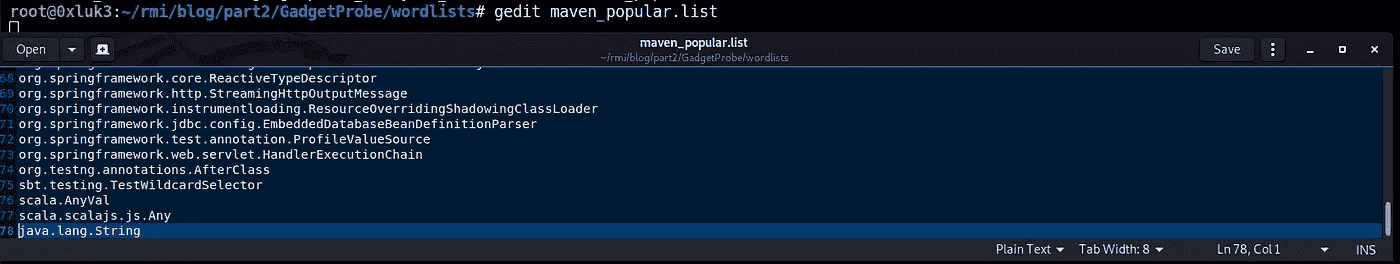 root@0xluk3:~/rmi/blog/part2/GadgetProbe/wordlists# gedit maven_popular.list
Open
maven_popular.list
~/rmi/blog/part2/GadgetProbe/wordlists
Save
68 org.springframework.core.ReactiveTypeDescriptor
69 org.springframework.http.StreamingHttpOutputMessage
70 org.springframework.instrumentloading.ResourceOverridingShadowingClassLoader
71 org.springframework.jdbc.config.EmbeddedDatabaseBeanDefinitionParser
72 org.springframework.test.annotation.ProfileValueSource
73 org.springframework.web.servlet.HandlerExecutionChain
74 org.testng.annotations.AfterClass
75 sbt.testing.TestWildcardSelector
76 scala.AnyVal
77 scala.scalajs.js.Any
78 java.lang.String
Plain Text Tab Width: 8 Ln 78, Col 1 INS